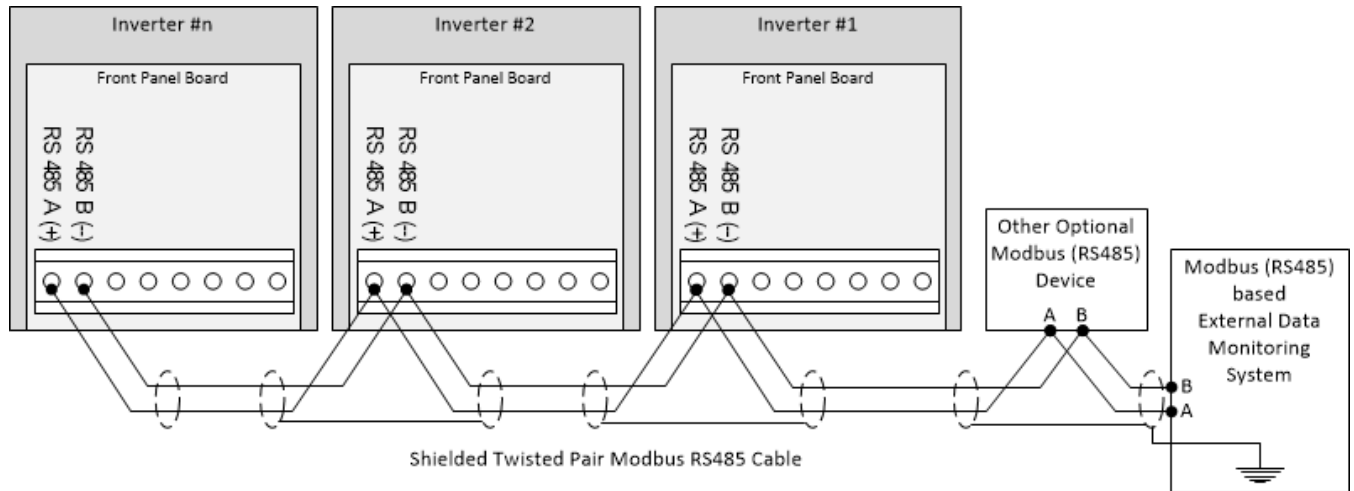 Inverter #n
Inverter #2
Inverter #1
Front Panel Board
Front Panel Board
Front Panel Board
RS 485 A (+)
RS 485 B (-)
RS 485 A (+)
RS 485 B (-)
RS 485 A (+)
RS 485 B (-)
Other Optional
Modbus (RS485)
Device
A B
Modbus (RS485)
based
External Data
Monitoring
System
B
A
Shielded Twisted Pair Modbus RS485 Cable